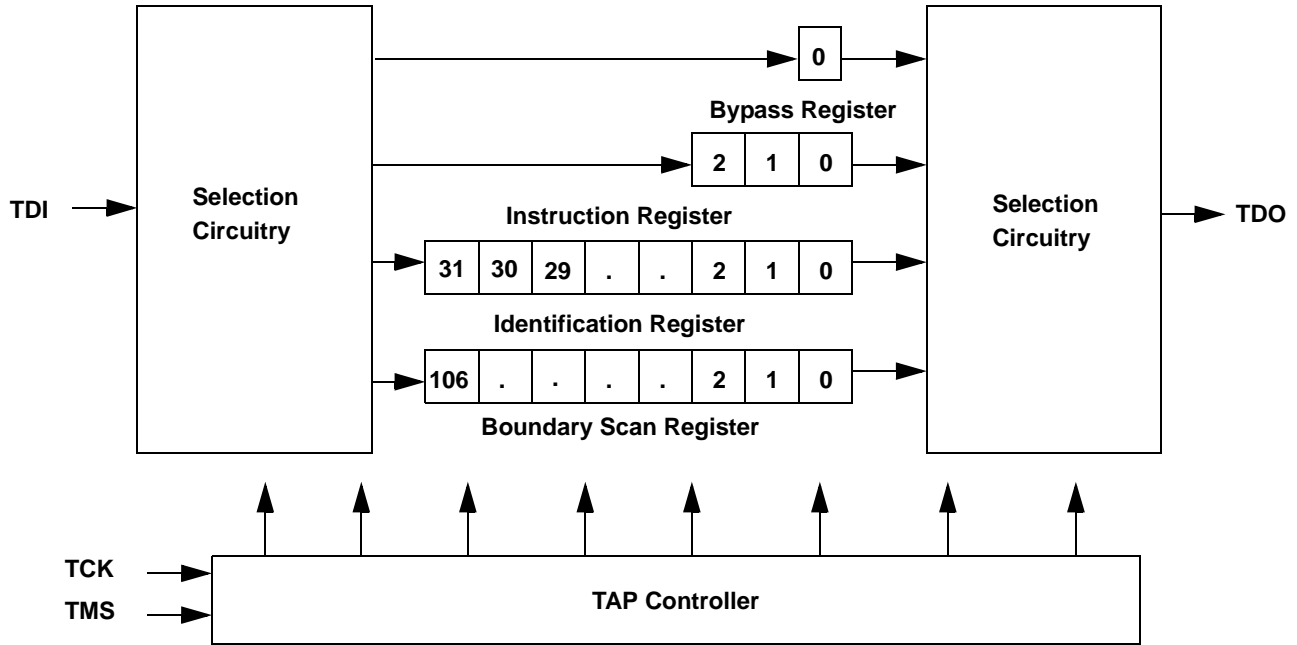 0
Bypass Register
2 1 0
Selection
Circuitry
Selection
Circuitry
TDI
TDO
Instruction Register
31 30 29 . . 2 1 0
Identification Register
106 . . . . 2 1 0
Boundary Scan Register
TCK
TMS
TAP Controller